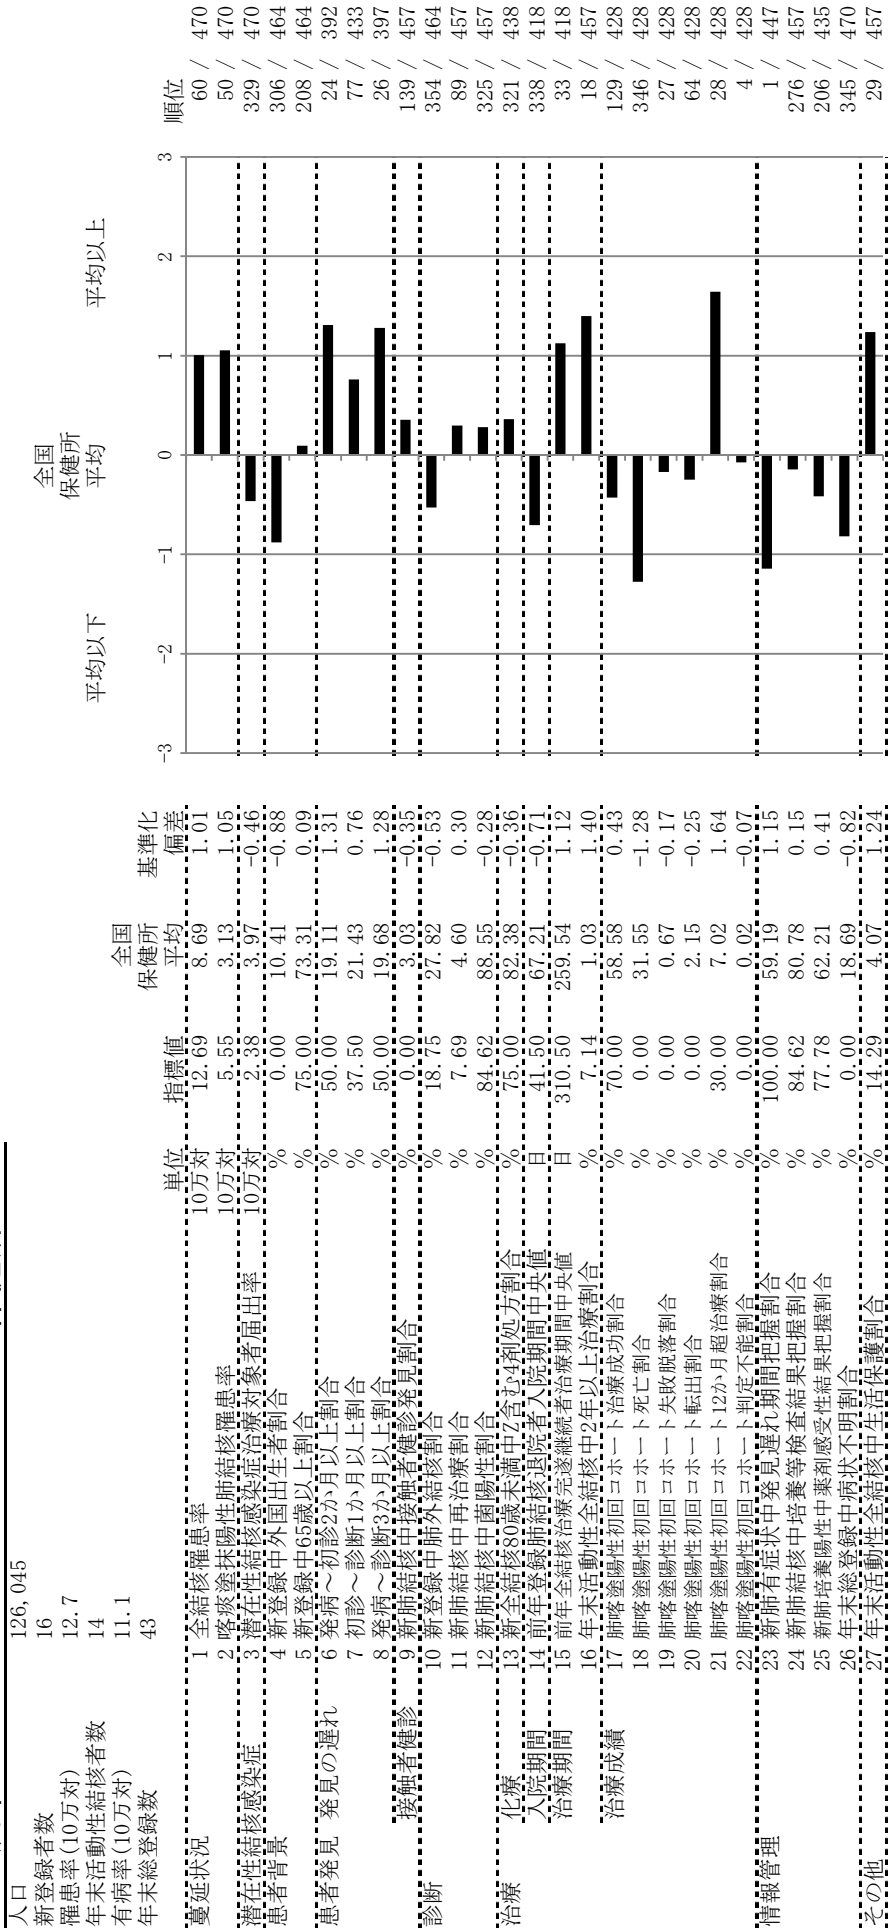 人口 126,045
新登録者数 16
罹患率(10万対) 12.7
年末活動性結核者数 14
有病率(10万対) 11.1
年末総登録数 43
単位 指標値 全国保健所平均 基準化偏差 平均以下 全国保健所平均 平均以上 順位
-3 -2 -1 0 1 2 3
蔓延状況 1 全結核罹患率 10万対 12.69 8.69 1.01 60 / 470
2 喀痰塗抹陽性肺結核罹患率 10万対 5.55 3.13 1.05 50 / 470
潜在性結核感染症 3 潜在性結核感染症治療対象者届出率 10万対 2.38 3.97 -0.46 329 / 470
患者背景 4 新登録中外国出生者割合 % 0.00 10.41 -0.88 306 / 464
5 新登録中65歳以上割合 % 75.00 73.31 0.09 208 / 464
患者発見 発見の遅れ 6 発病～初診2か月以上割合 % 50.00 19.11 1.31 24 / 392
7 初診～診断1か月以上割合 % 37.50 21.43 0.76 77 / 433
8 発病～診断3か月以上割合 % 50.00 19.68 1.28 26 / 397
接触者健診 9 新肺結核中接触者健診発見割合 % 0.00 3.03 -0.35 139 / 457
診断 10 新登録中肺外結核割合 % 18.75 27.82 -0.53 354 / 464
11 新肺結核中再治療割合 % 7.69 4.60 0.30 89 / 457
12 新肺結核中菌陽性割合 % 84.62 88.55 -0.28 325 / 457
治療 化療 13 新全結核80歳未満中Z含む4剤処方割合 % 75.00 82.38 -0.36 321 / 438
入院期間 14 前年登録肺結核退院者入院期間中央値 日 41.50 67.21 -0.71 338 / 418
治療期間 15 前年全結核治療完遂継続者治療期間中央値 日 310.50 259.54 1.12 33 / 418
16 年末活動性全結核中2年以上治療割合 % 7.14 1.03 1.40 18 / 457
治療成績 17 肺喀塗陽性初回コホート治療成功割合 % 70.00 58.58 0.43 129 / 428
18 肺喀塗陽性初回コホート死亡割合 % 0.00 31.55 -1.28 346 / 428
19 肺喀塗陽性初回コホート失敗脱落割合 % 0.00 0.67 -0.17 27 / 428
20 肺喀塗陽性初回コホート転出割合 % 0.00 2.15 -0.25 64 / 428
21 肺喀塗陽性初回コホート12か月超治療割合 % 30.00 7.02 1.64 28 / 428
22 肺喀塗陽性初回コホート判定不能割合 % 0.00 0.02 -0.07 4 / 428
情報管理 23 新肺有症状中発見遅れ期間把握割合 % 100.00 59.19 1.15 1 / 447
24 新肺結核中培養等検査結果把握割合 % 84.62 80.78 0.15 276 / 457
25 新肺培養陽性中薬剤感受性結果把握割合 % 77.78 62.21 0.41 206 / 435
26 年末総登録中病状不明割合 % 0.00 18.69 -0.82 345 / 470
その他 27 年末活動性全結核中生活保護割合 % 14.29 4.07 1.24 29 / 457